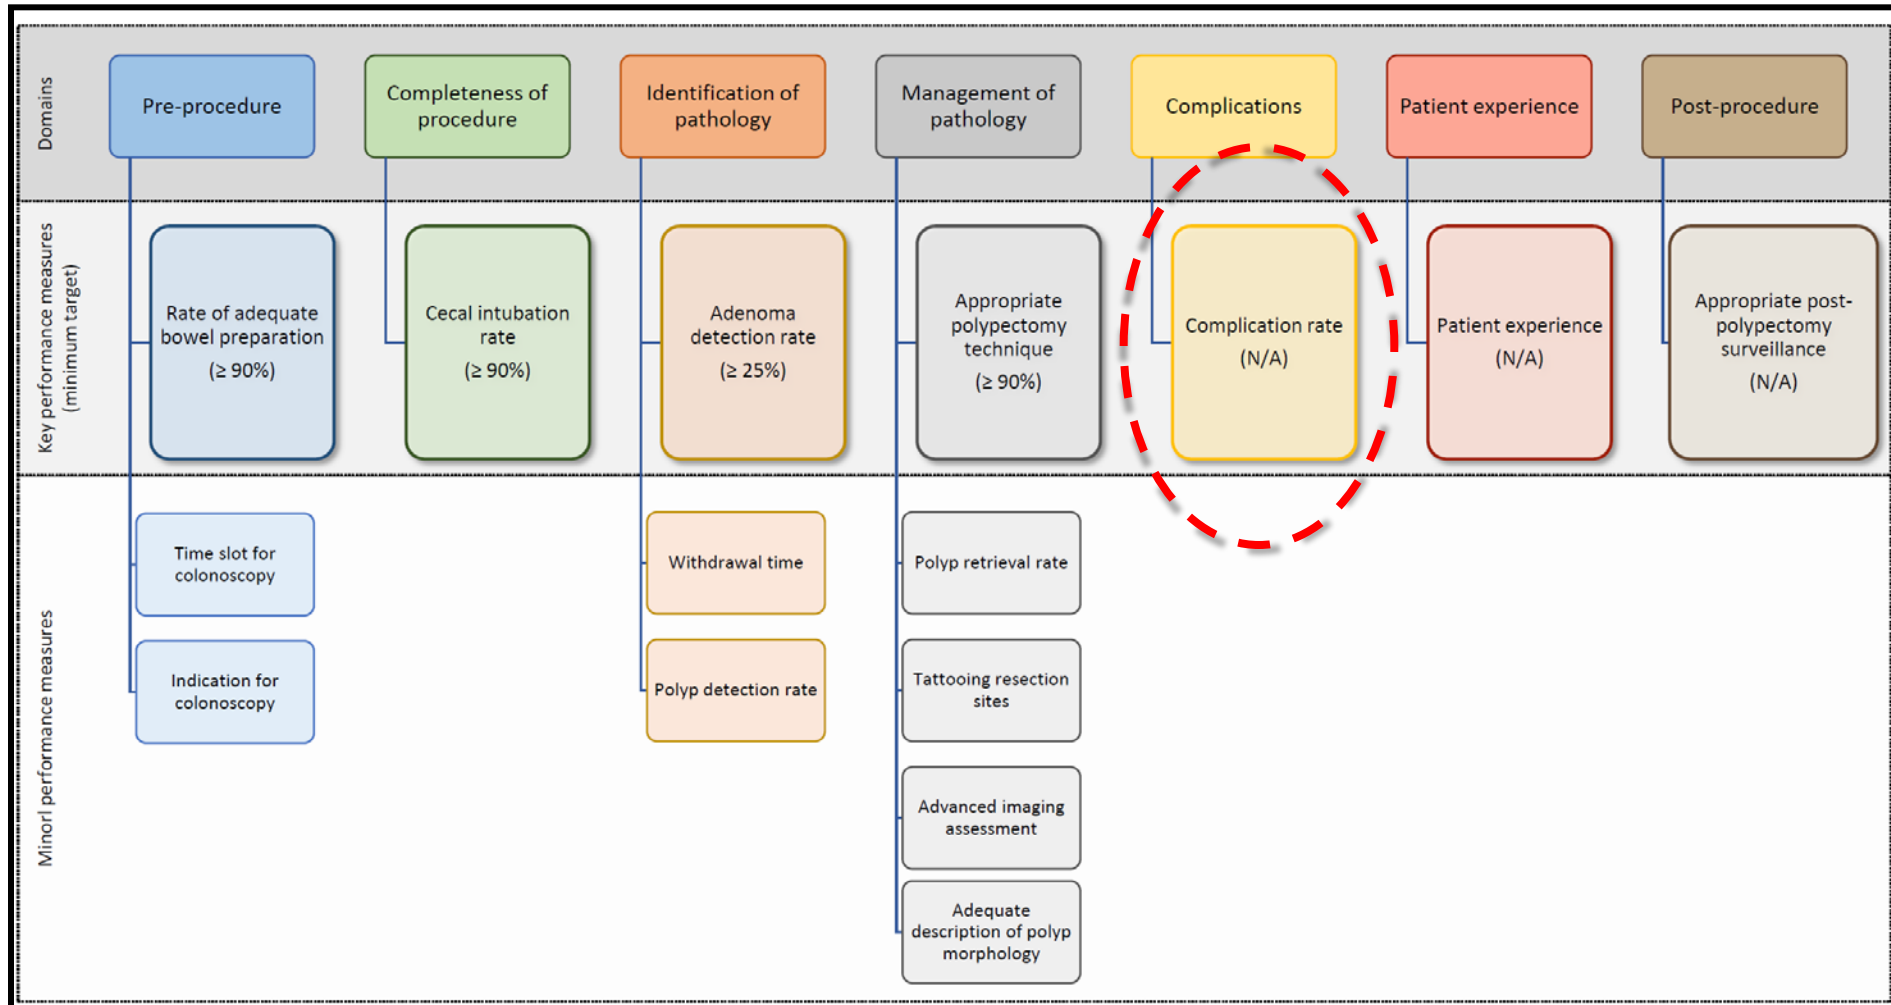 Domains
Pre-procedure
Completeness of
procedure
Identification of
pathology
Management of
pathology
Complications
Patient experience
Post-procedure
Key performance measures
(minimum target)
Rate of adequate
bowel preparation
(≥ 90%)
Cecal intubation
rate
(≥ 90%)
Adenoma
detection rate
(≥ 25%)
Appropriate
polypectomy
technique
(≥ 90%)
Complication rate
(N/A)
Patient experience
(N/A)
Appropriate post-
polypectomy
surveillance
(N/A)
Minorl performance measures
Time slot for
colonoscopy
Indication for
colonoscopy
Withdrawal time
Polyp detection rate
Polyp retrieval rate
Tattooing resection
sites
Advanced imaging
assessment
Adequate
description of polyp
morphology